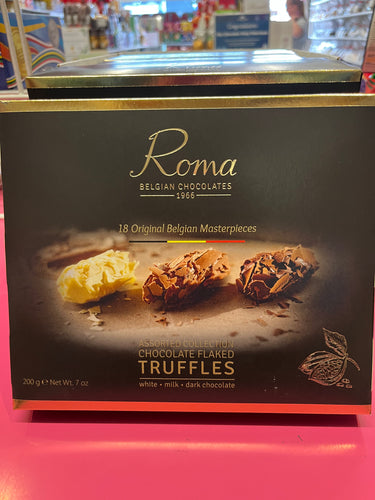 Roma
BELGIAN CHOCOLATES
1966
18 Original Belgian Masterpieces
ASSORTED COLLECTION
CHOCOLATE FLAKED
TRUFFLES
white • milk • dark chocolate
200 g e Net Wt. 7 oz